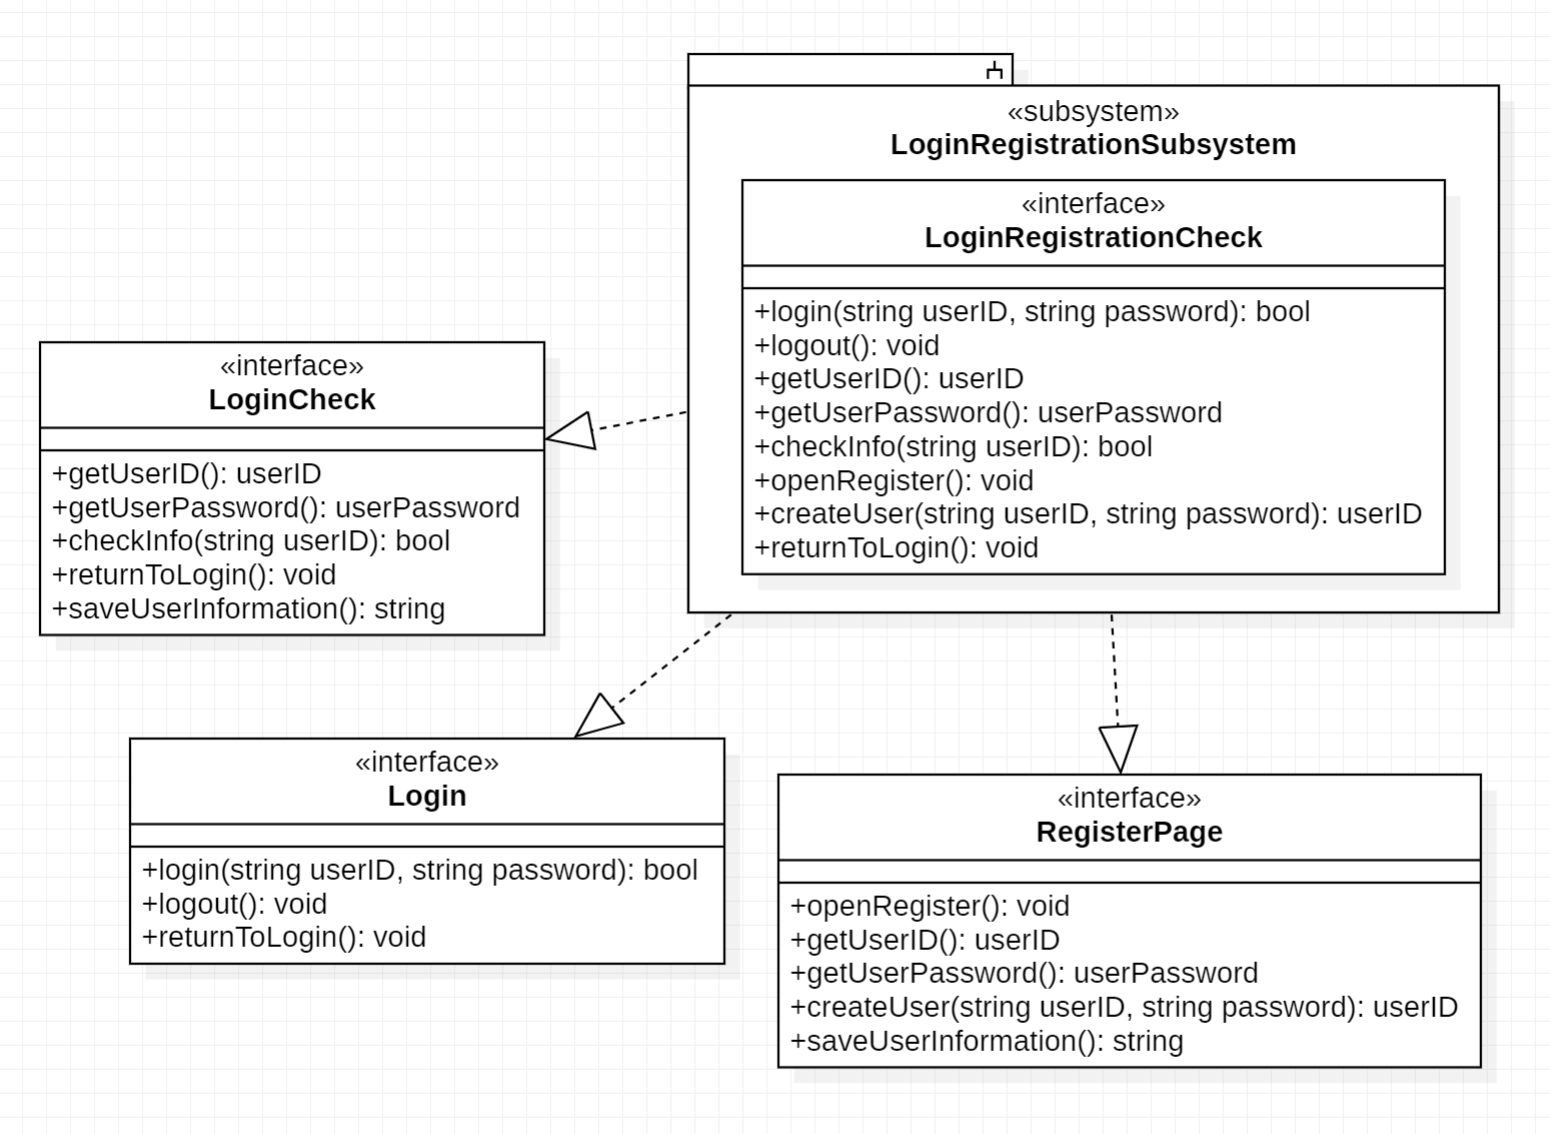 «subsystem»
LoginRegistrationSubsystem
«interface»
LoginRegistrationCheck
+login(string userID, string password): bool
+logout(): void
+getUserID(): userID
+getUserPassword(): userPassword
+checkInfo(string userID): bool
+openRegister(): void
+createUser(string userID, string password): userID
+returnToLogin(): void
«interface»
LoginCheck
+getUserID(): userID
+getUserPassword(): userPassword
+checkInfo(string userID): bool
+returnToLogin(): void
+saveUserInformation(): string
«interface»
Login
+login(string userID, string password): bool
+logout(): void
+returnToLogin(): void
«interface»
RegisterPage
+openRegister(): void
+getUserID(): userID
+getUserPassword(): userPassword
+createUser(string userID, string password): userID
+saveUserInformation(): string